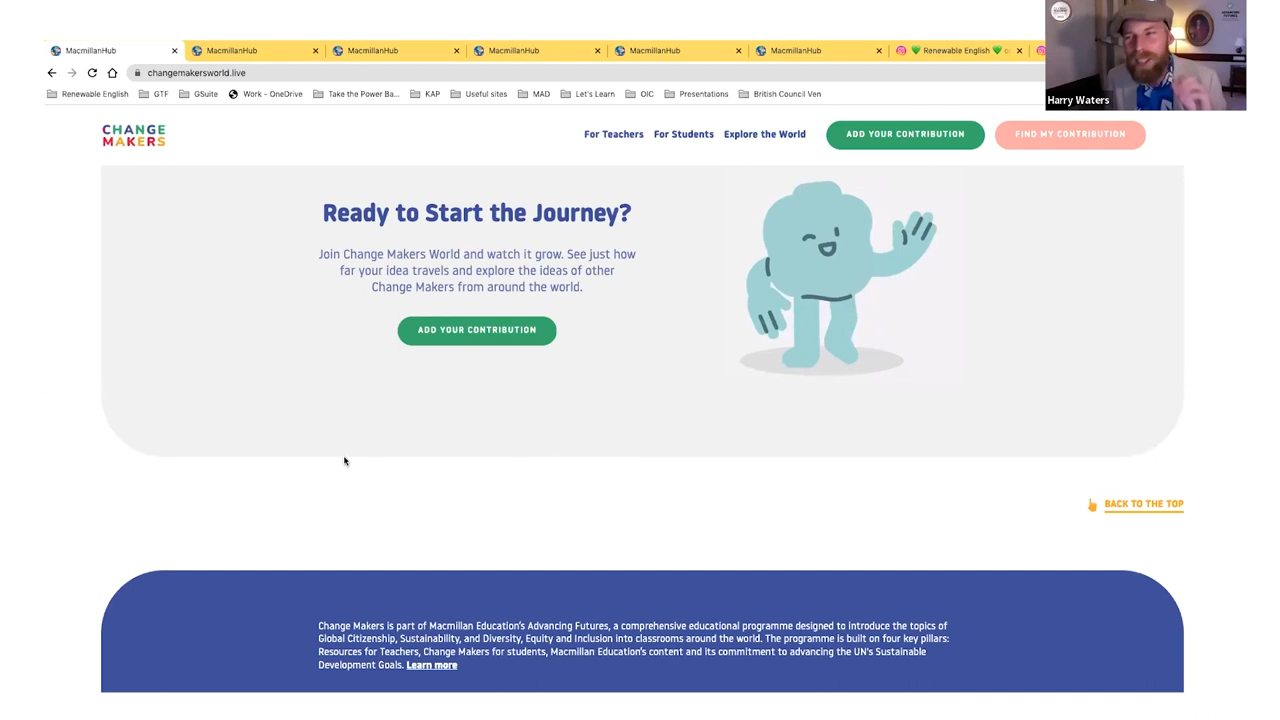 MacmillanHub
MacmillanHub
MacmillanHub
MacmillanHub
MacmillanHub
MacmillanHub
Renewable English
changemakersworld.live
Renewable English
GTF
GSuite
Work - OneDrive
Take the Power Ba...
KAP
Useful sites
MAD
Let's Learn
OIC
Presentations
British Council Ven
Harry Waters
CHANGE
MAKERS
For Teachers
For Students
Explore the World
ADD YOUR CONTRIBUTION
FIND MY CONTRIBUTION
Ready to Start the Journey?
Join Change Makers World and watch it grow. See just how
far your idea travels and explore the ideas of other
Change Makers from around the world.
ADD YOUR CONTRIBUTION
BACK TO THE TOP
Change Makers is part of Macmillan Education's Advancing Futures, a comprehensive educational programme designed to introduce the topics of
Global Citizenship, Sustainability, and Diversity, Equity and Inclusion into classrooms around the world. The programme is built on four key pillars:
Resources for Teachers, Change Makers for students, Macmillan Education's content and its commitment to advancing the UN's Sustainable
Development Goals. Learn more